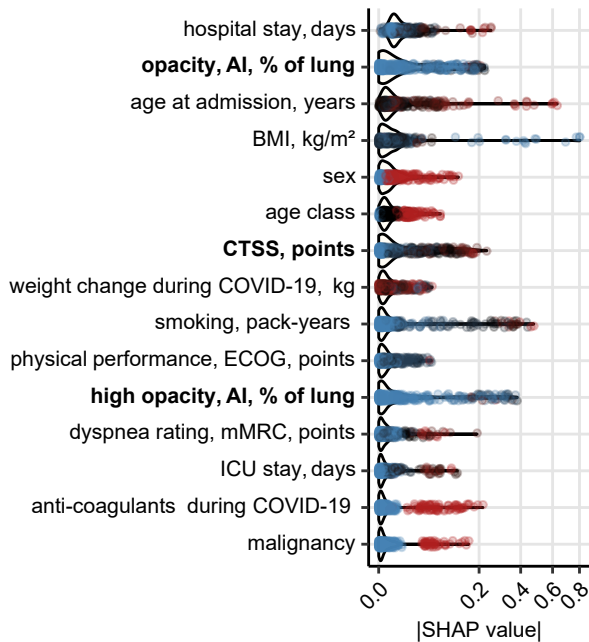 hospital stay, days
opacity, AI, % of lung
age at admission, years
BMI, kg/m²
sex
age class
CTSS, points
weight change during COVID-19, kg
smoking, pack-years
physical performance, ECOG, points
high opacity, AI, % of lung
dyspnea rating, mMRC, points
ICU stay, days
anti-coagulants during COVID-19
malignancy
0.0 0.2 0.4 0.6 0.8
|SHAP value|